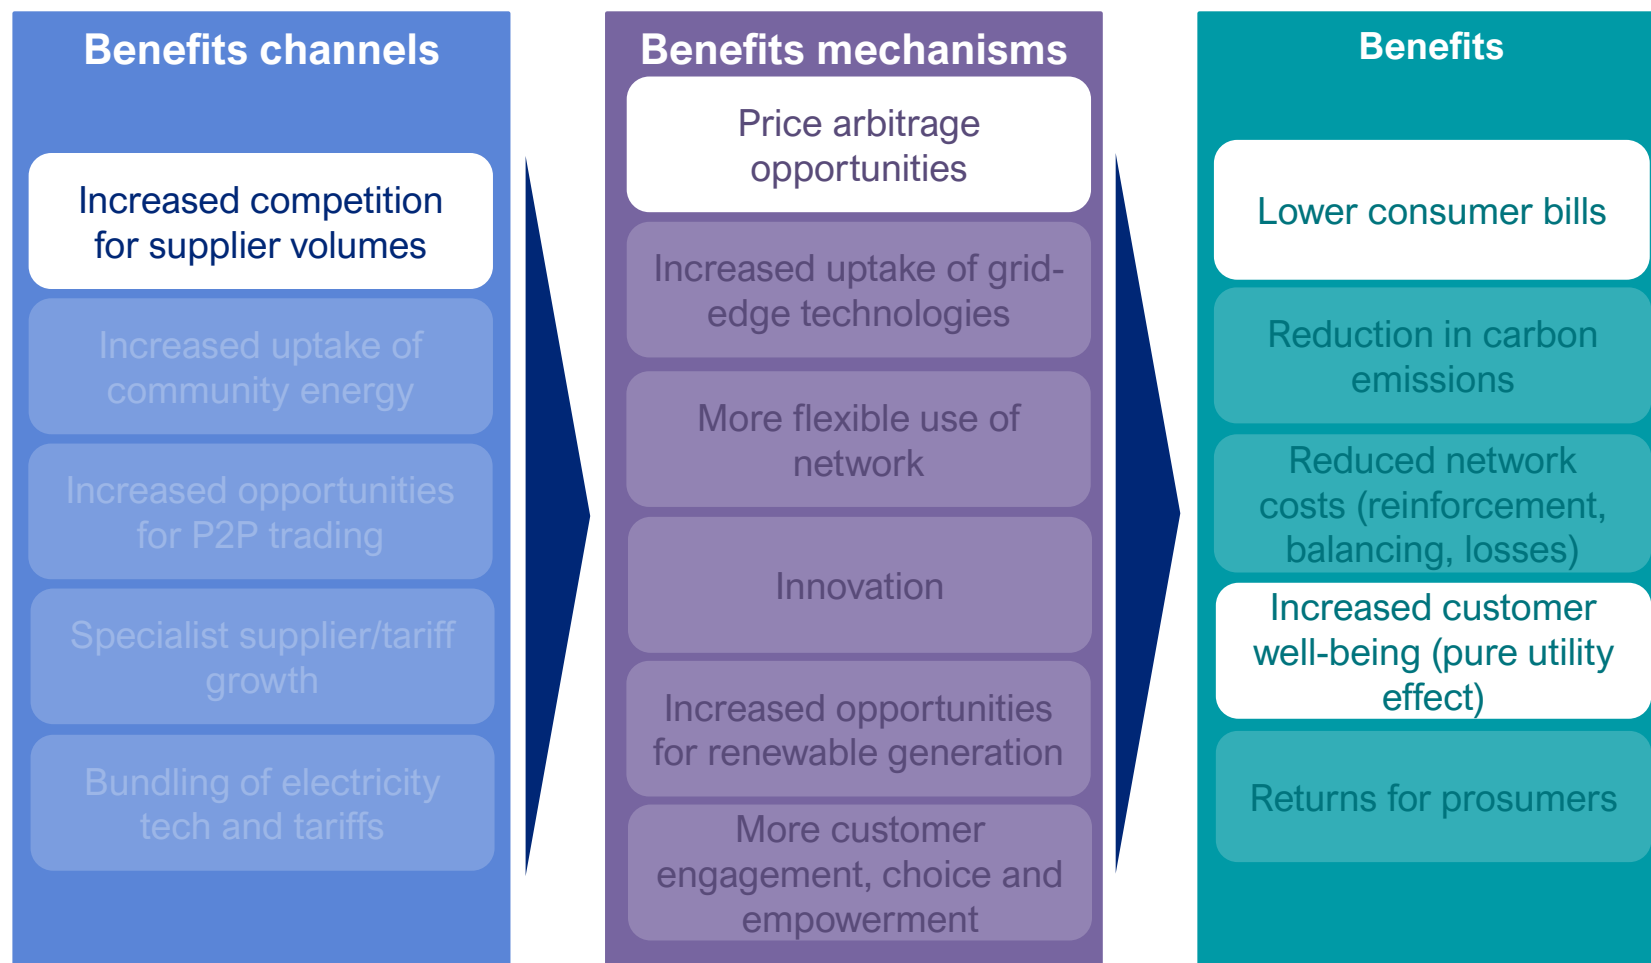 Benefits channels
Increased competition
for supplier volumes
Increased uptake of
community energy
Increased opportunities
for P2P trading
Specialist supplier/tariff
growth
Bundling of electricity
tech and tariffs
Benefits mechanisms
Price arbitrage
opportunities
Increased uptake of grid-
edge technologies
More flexible use of
network
Innovation
Increased opportunities
for renewable generation
More customer
engagement, choice and
empowerment
Benefits
Lower consumer bills
Reduction in carbon
emissions
Reduced network
costs (reinforcement,
balancing, losses)
Increased customer
well-being (pure utility
effect)
Returns for prosumers